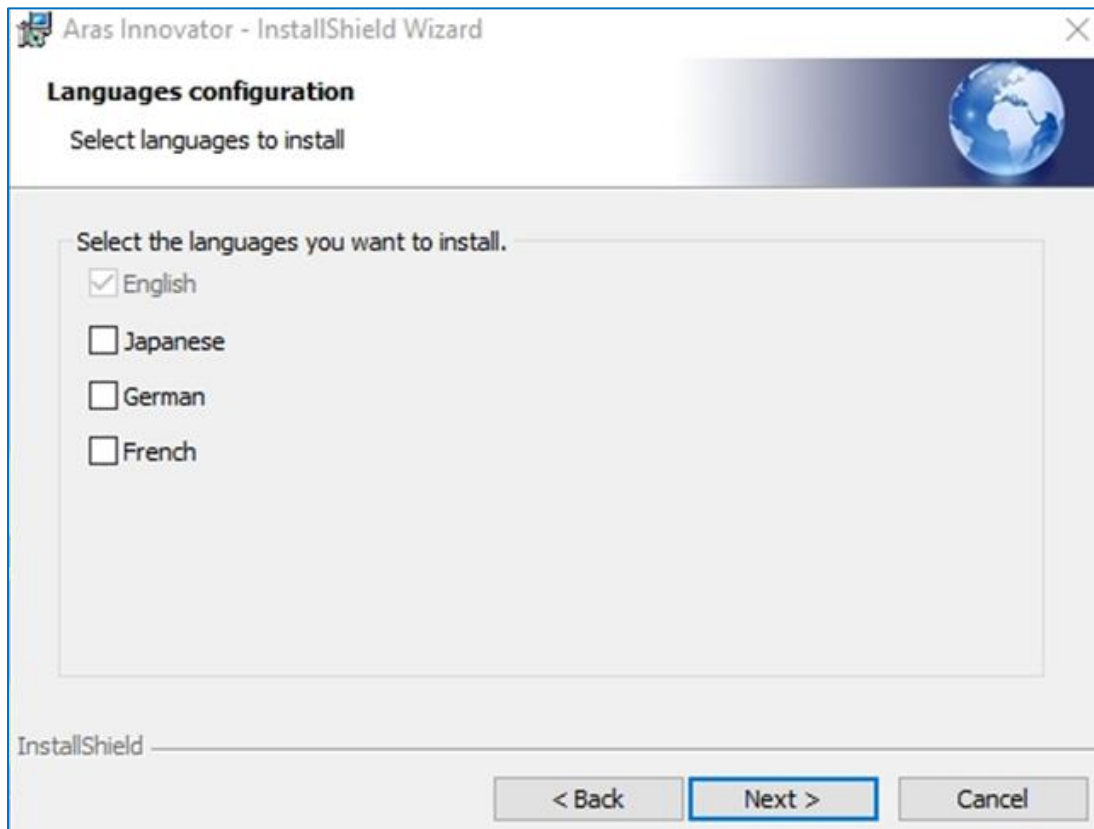 Aras Innovator - InstallShield Wizard
Languages configuration
Select languages to install
Select the languages you want to install.
English
Japanese
German
French
InstallShield
< Back Next > Cancel